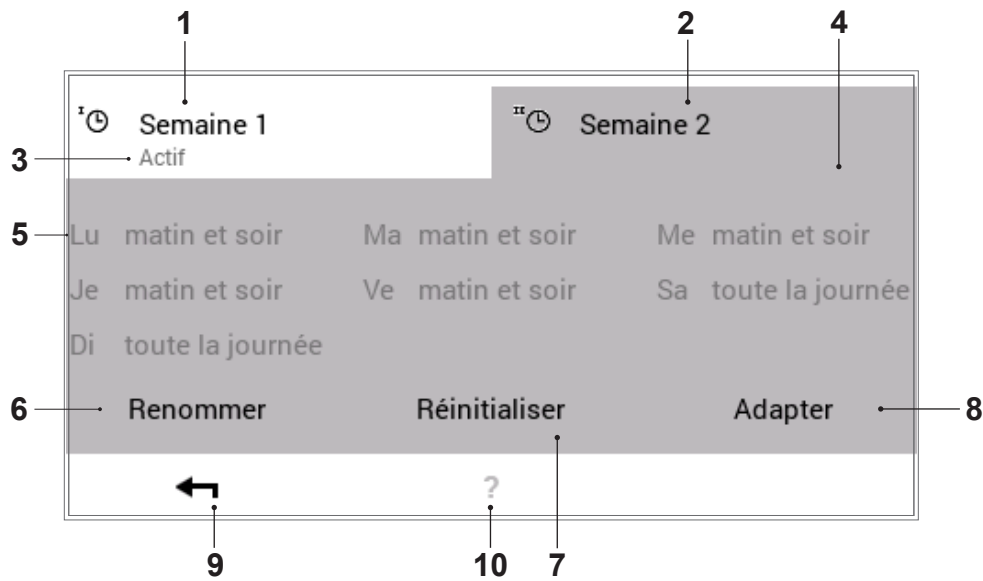 1 2 4
I Semaine 1 II Semaine 2
3 Actif
5 Lu matin et soir Ma matin et soir Me matin et soir
Je matin et soir Ve matin et soir Sa toute la journée
Di toute la journée
6 Renommer Réinitialiser Adapter 8
?
9 10 7